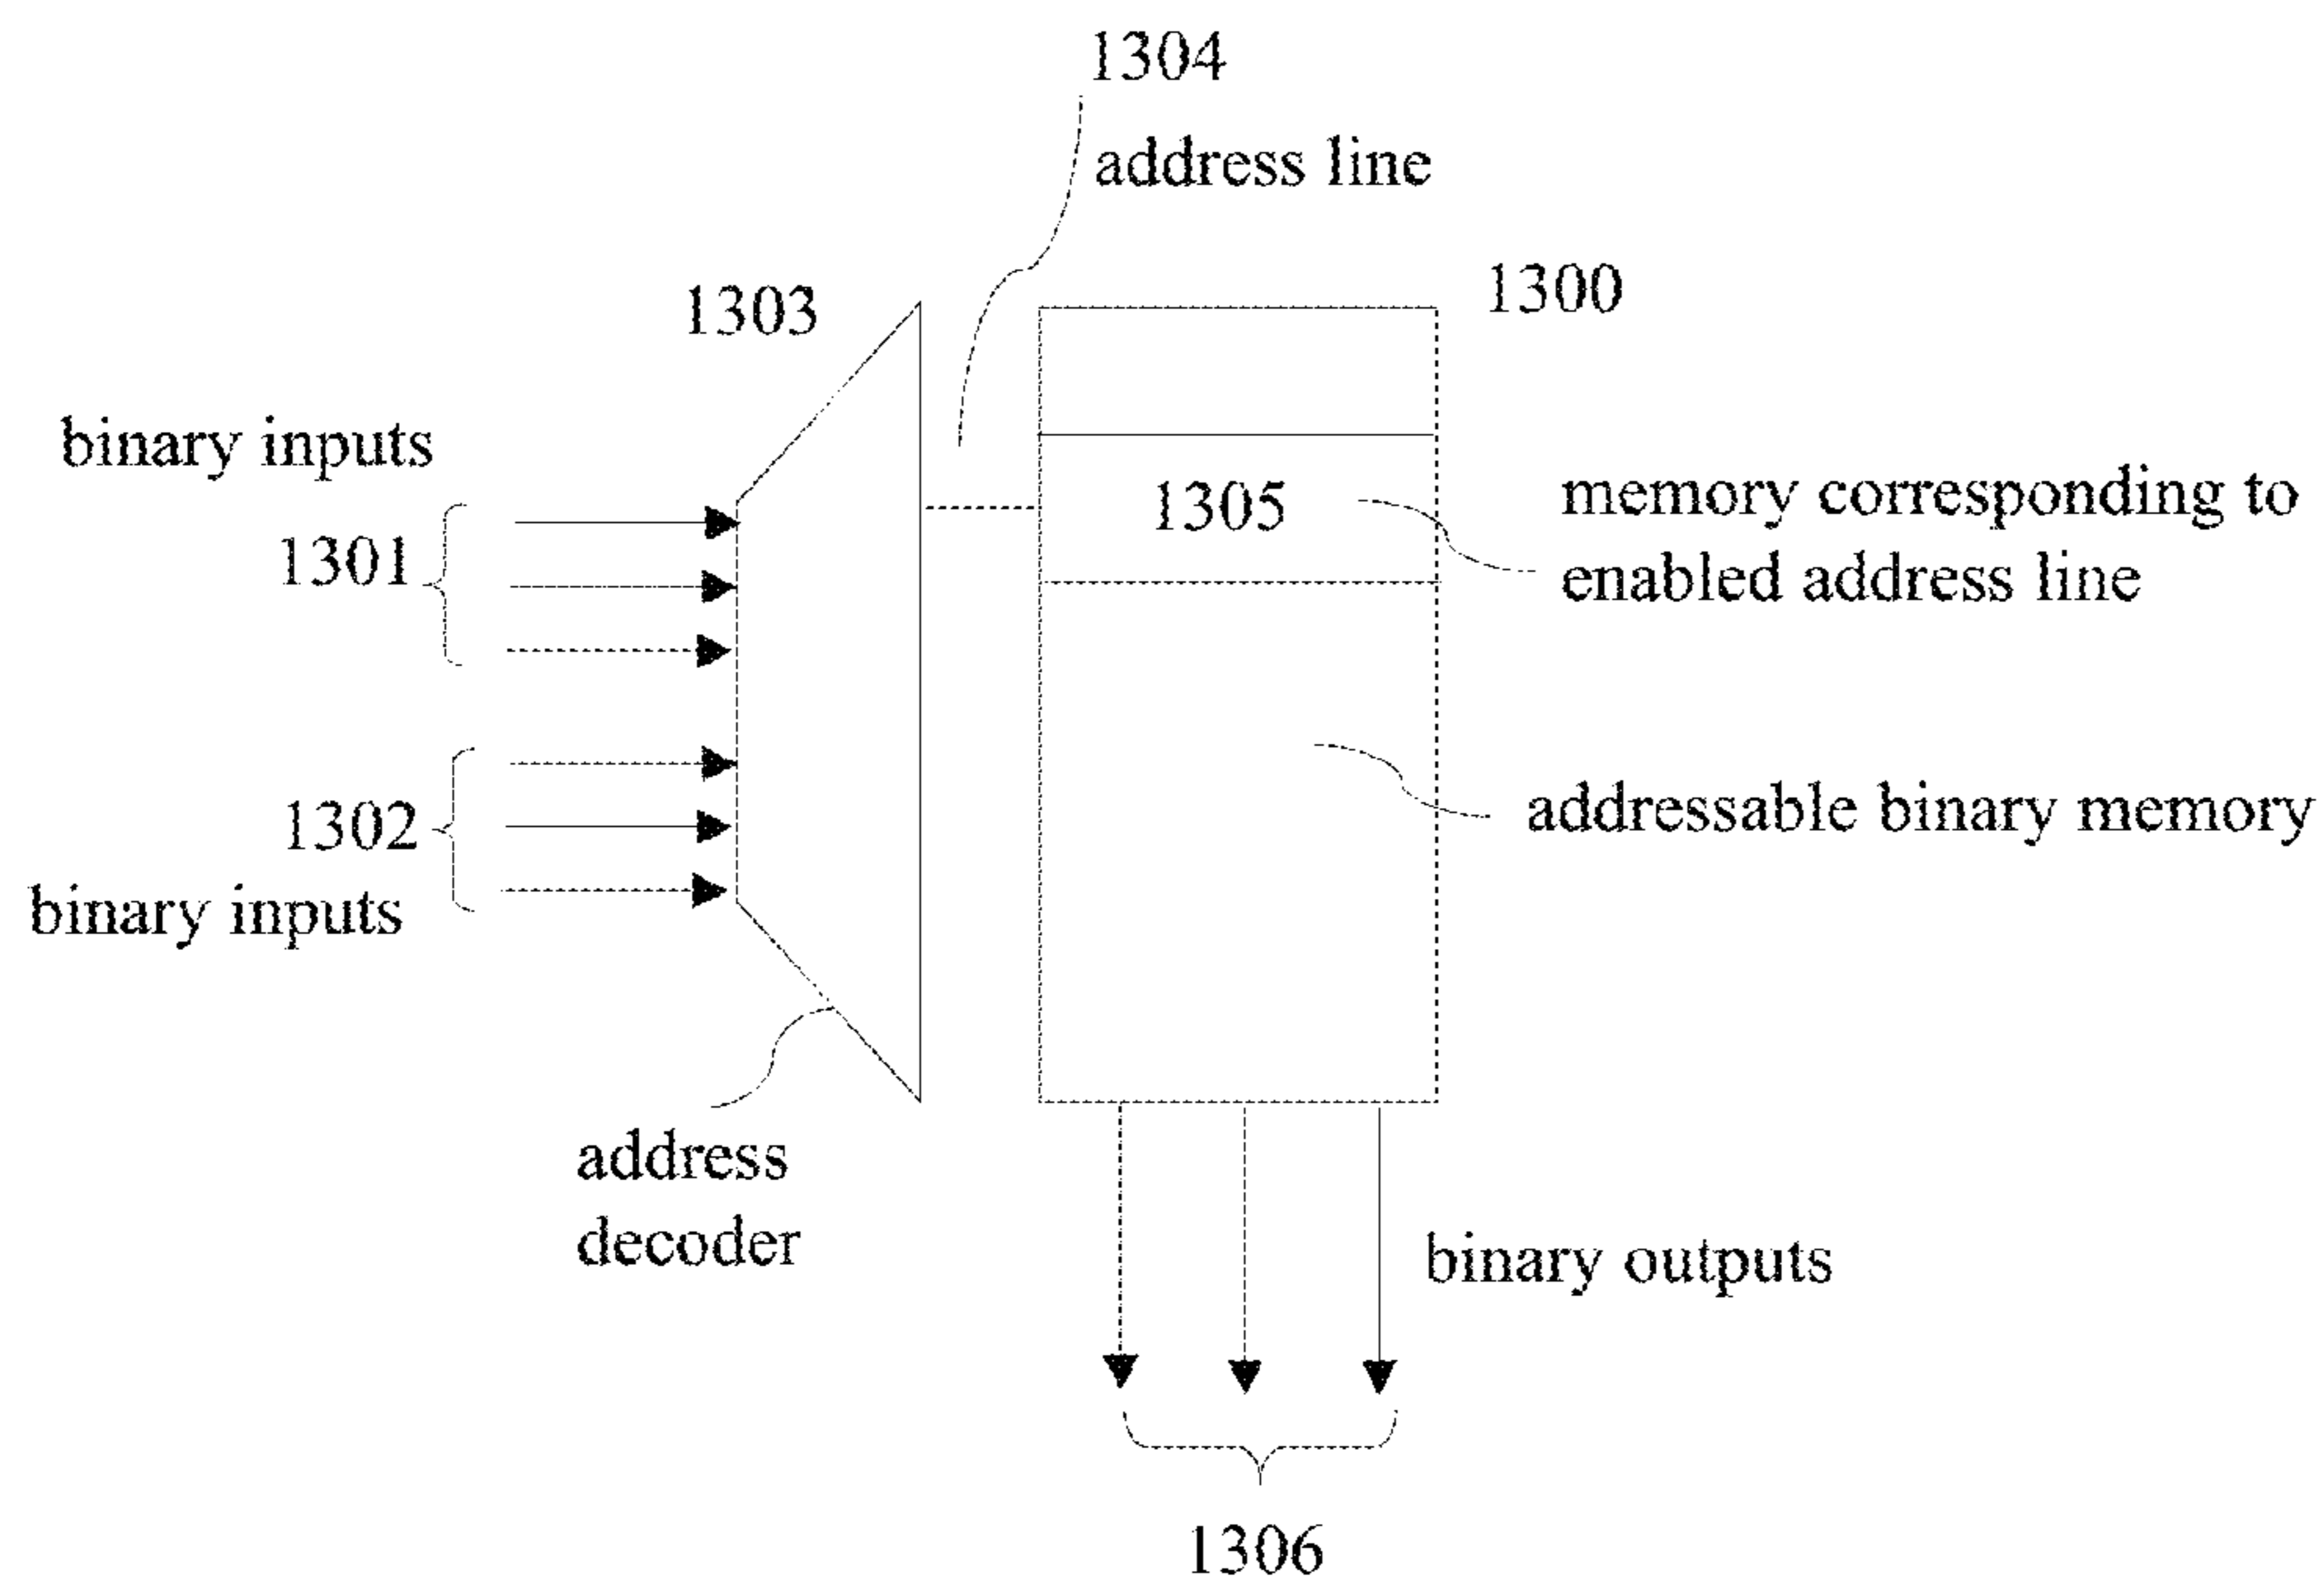 1304
address line
1300
1303
binary inputs
1301
1305
memory corresponding to
enabled address line
1302
binary inputs
addressable binary memory
address
decoder
binary outputs
1306